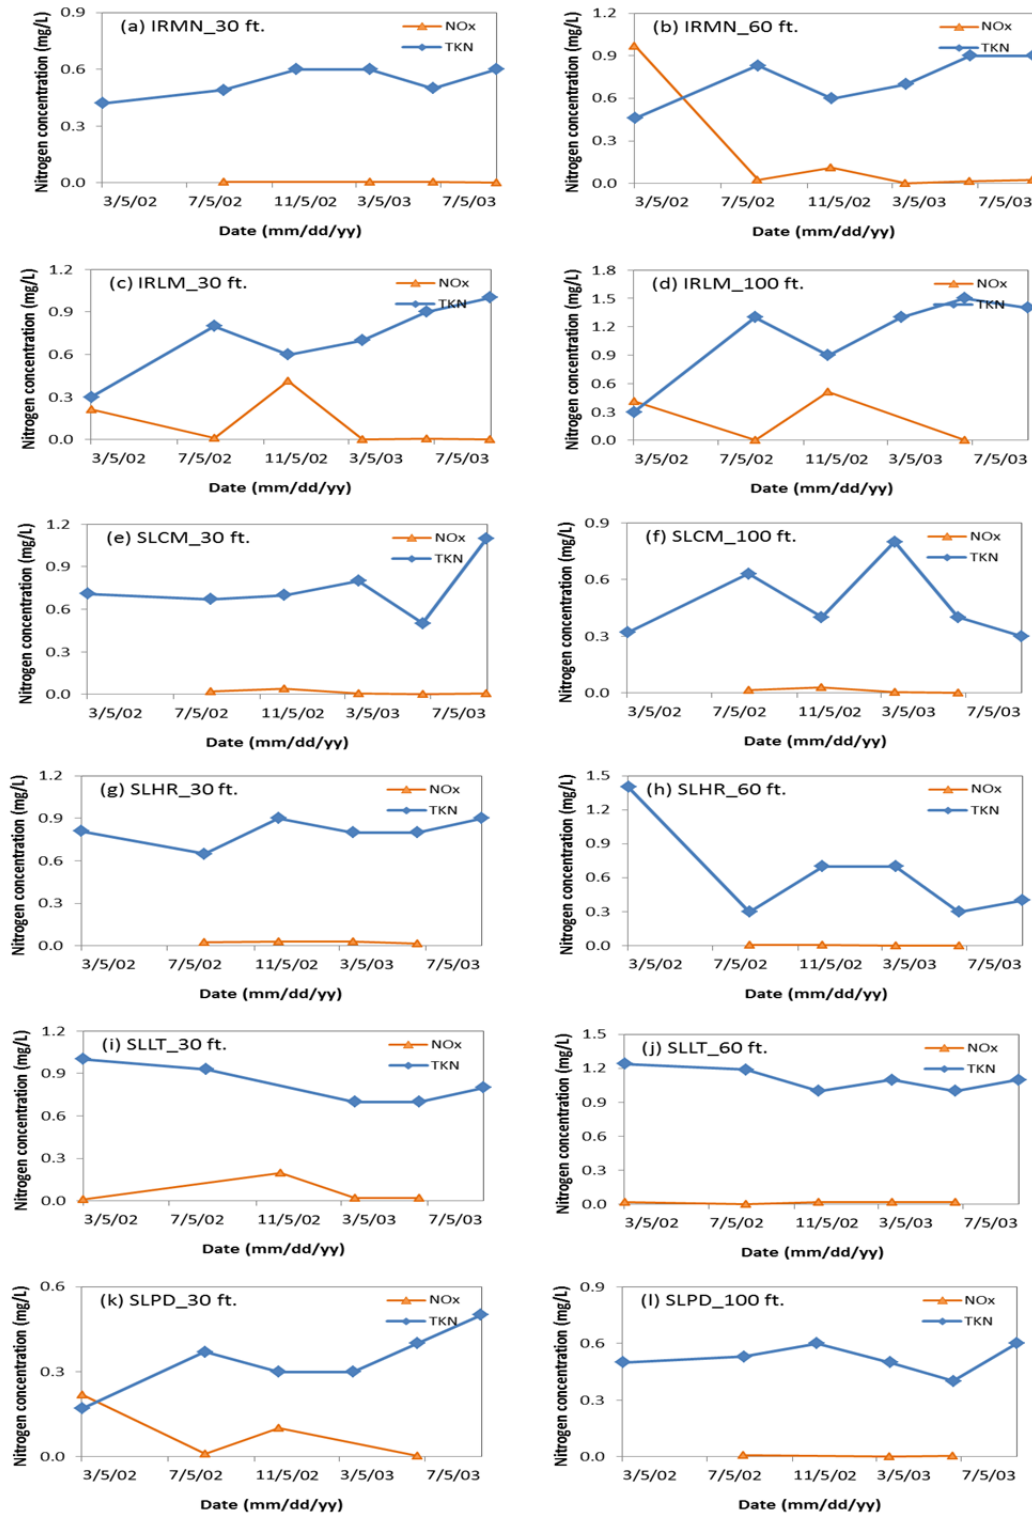 (a) IRMN_30 ft.
NOx
TKN
Nitrogen concentration (mg/L)
0.9
0.6
0.3
0.0
3/5/02 7/5/02 11/5/02 3/5/03 7/5/03
Date (mm/dd/yy)
(b) IRMN_60 ft.
NOx
TKN
Nitrogen concentration (mg/L)
1.2
0.9
0.6
0.3
0.0
3/5/02 7/5/02 11/5/02 3/5/03 7/5/03
Date (mm/dd/yy)
(c) IRLM_30 ft.
NOx
TKN
Nitrogen concentration (mg/L)
1.2
0.9
0.6
0.3
0.0
3/5/02 7/5/02 11/5/02 3/5/03 7/5/03
Date (mm/dd/yy)
(d) IRLM_100 ft.
NOx
TKN
Nitrogen concentration (mg/L)
1.8
1.5
1.2
0.9
0.6
0.3
0.0
3/5/02 7/5/02 11/5/02 3/5/03 7/5/03
Date (mm/dd/yy)
(e) SLCM_30 ft.
NOx
TKN
Nitrogen concentration (mg/L)
1.2
0.9
0.6
0.3
0.0
3/5/02 7/5/02 11/5/02 3/5/03 7/5/03
Date (mm/dd/yy)
(f) SLCM_100 ft.
NOx
TKN
Nitrogen concentration (mg/L)
0.9
0.6
0.3
0.0
3/5/02 7/5/02 11/5/02 3/5/03 7/5/03
Date (mm/dd/yy)
(g) SLHR_30 ft.
NOx
TKN
Nitrogen concentration (mg/L)
1.2
0.9
0.6
0.3
0.0
3/5/02 7/5/02 11/5/02 3/5/03 7/5/03
Date (mm/dd/yy)
(h) SLHR_60 ft.
NOx
TKN
Nitrogen concentration (mg/L)
1.5
1.2
0.9
0.6
0.3
0.0
3/5/02 7/5/02 11/5/02 3/5/03 7/5/03
Date (mm/dd/yy)
(i) SLLT_30 ft.
NOx
TKN
Nitrogen concentration (mg/L)
1.2
0.9
0.6
0.3
0.0
3/5/02 7/5/02 11/5/02 3/5/03 7/5/03
Date (mm/dd/yy)
(j) SLLT_60 ft.
NOx
TKN
Nitrogen concentration (mg/L)
1.5
1.2
0.9
0.6
0.3
0.0
3/5/02 7/5/02 11/5/02 3/5/03 7/5/03
Date (mm/dd/yy)
(k) SLPD_30 ft.
NOx
TKN
Nitrogen concentration (mg/L)
0.6
0.3
0.0
3/5/02 7/5/02 11/5/02 3/5/03 7/5/03
Date (mm/dd/yy)
(l) SLPD_100 ft.
NOx
TKN
Nitrogen concentration (mg/L)
0.9
0.6
0.3
0.0
3/5/02 7/5/02 11/5/02 3/5/03 7/5/03
Date (mm/dd/yy)